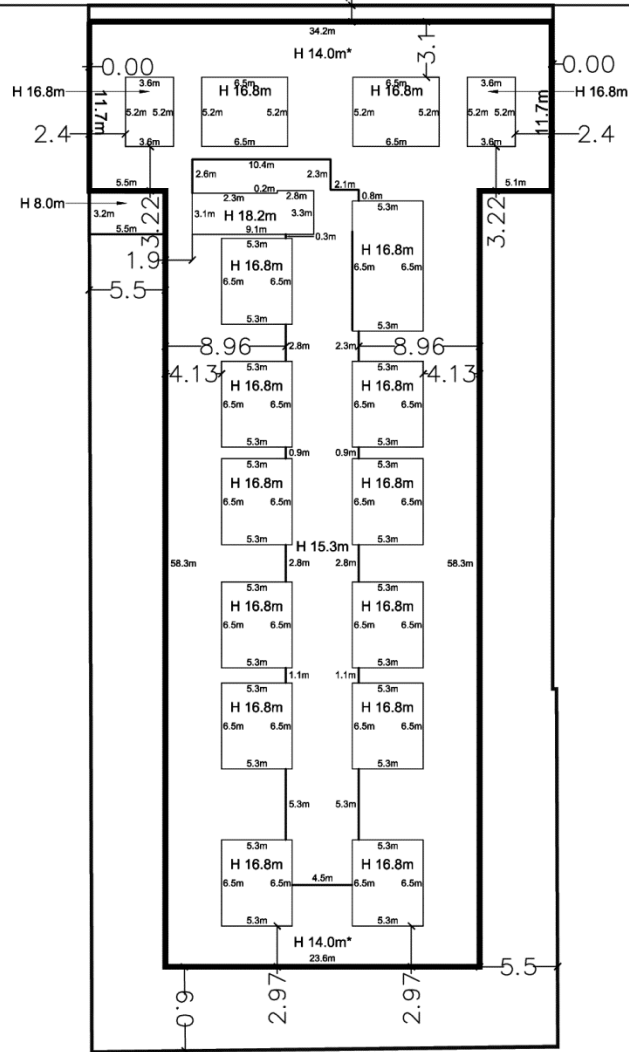 34.2m
H 14.0m*
3.1
0.00
0.00
3.6m
6.5m
6.5m
3.6m
H 16.8m
H 16.8m
H 16.8m
H 16.8m
11.7m
5.2m
5.2m
5.2m
5.2m
5.2m
5.2m
5.2m
5.2m
11.7m
2.4
2.4
3.6m
6.5m
6.5m
3.6m
10.4m
2.6m
2.3m
5.5m
0.2m
2.1m
5.1m
H 8.0m
2.3m
2.8m
0.8m
3.2m
3.22
3.1m
H 18.2m
3.3m
3.22
5.5m
9.1m
0.3m
5.3m
H 16.8m
1.9
H 16.8m
6.5m
6.5m
6.5m
6.5m
5.5
5.3m
5.3m
8.96
2.8m
2.3m
8.96
5.3m
5.3m
4.13
4.13
H 16.8m
H 16.8m
6.5m
6.5m
6.5m
6.5m
5.3m
5.3m
0.9m
0.9m
5.3m
5.3m
H 16.8m
H 16.8m
6.5m
6.5m
6.5m
6.5m
5.3m
5.3m
H 15.3m
58.3m
2.8m
2.8m
58.3m
5.3m
5.3m
H 16.8m
H 16.8m
6.5m
6.5m
6.5m
6.5m
5.3m
5.3m
1.1m
1.1m
5.3m
5.3m
H 16.8m
H 16.8m
6.5m
6.5m
6.5m
6.5m
5.3m
5.3m
5.3m
5.3m
5.3m
5.3m
H 16.8m
H 16.8m
6.5m
6.5m
4.5m
6.5m
6.5m
5.3m
5.3m
H 14.0m*
23.6m
5.5
6.0
2.97
2.97